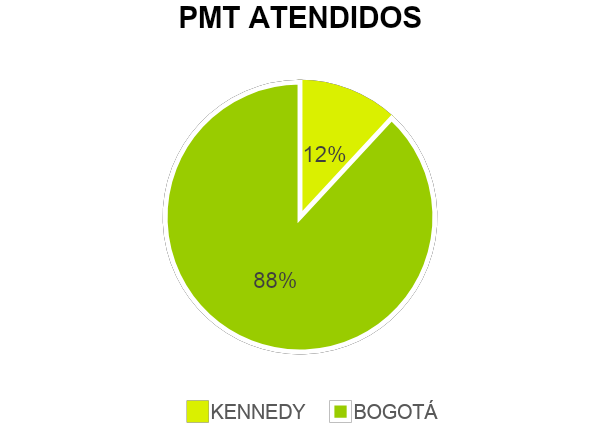 PMT ATENDIDOS
12%
88%
KENNEDY BOGOTÁ